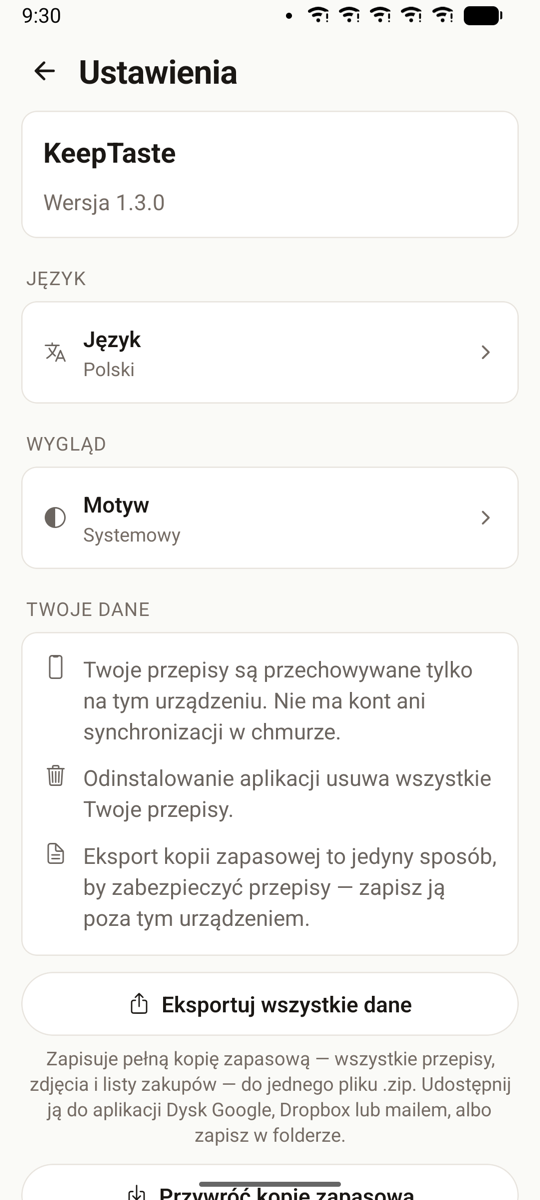 9:30
Ustawienia
KeepTaste
Wersja 1.3.0
JĘZYK
Język
Polski
WYGLĄD
Motyw
Systemowy
TWOJE DANE
Twoje przepisy są przechowywane tylko
na tym urządzeniu. Nie ma kont ani
synchronizacji w chmurze.
Odinstalowanie aplikacji usuwa wszystkie
Twoje przepisy.
Eksport kopii zapasowej to jedyny sposób,
by zabezpieczyć przepisy — zapisz ją
poza tym urządzeniem.
Eksportuj wszystkie dane
Zapisuje pełną kopię zapasową — wszystkie przepisy,
zdjęcia i listy zakupów — do jednego pliku .zip. Udostępnij
ją do aplikacji Dysk Google, Dropbox lub mailem, albo
zapisz w folderze.
Przywróć kopię zapasową